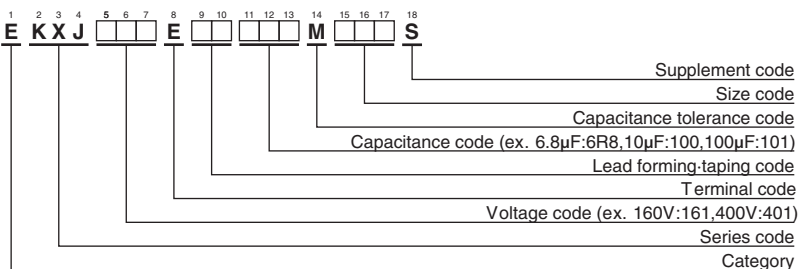 1 2 3 4 5 6 7 8 9 10 11 12 13 14 15 16 17 18
E K X J E M S
Supplement code
Size code
Capacitance tolerance code
Capacitance code (ex. 6.8μF:6R8,10μF:100,100μF:101)
Lead forming·taping code
Terminal code
Voltage code (ex. 160V:161,400V:401)
Series code
Category